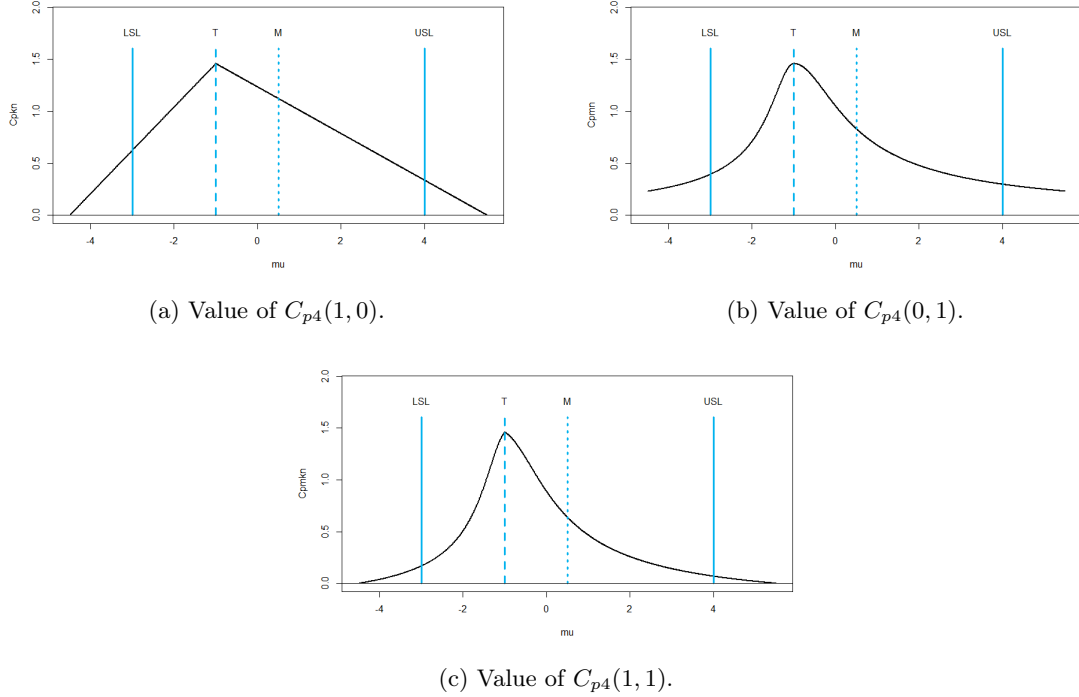 2.0
LSL T M USL
1.5
1.0
Cpkn
0.5
0.0
-4 -2 0 2 4
mu
(a) Value of $C_{p4}(1,0)$.
2.0
LSL T M USL
1.5
1.0
Cpmn
0.5
0.0
-4 -2 0 2 4
mu
(b) Value of $C_{p4}(0,1)$.
2.0
LSL T M USL
1.5
1.0
Cpmkn
0.5
0.0
-4 -2 0 2 4
mu
(c) Value of $C_{p4}(1,1)$.